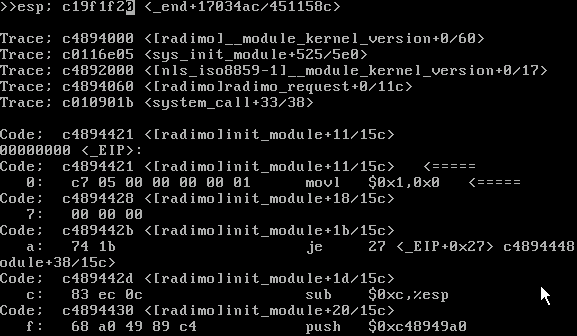 >>esp; c19f1f20 <_end+17034ac/451158c>
Trace; c4894000 <[radimo]__module_kernel_version+0/60>
Trace; c0116e05 <sys_init_module+525/5e0>
Trace; c4892000 <[nls_iso8859-1]__module_kernel_version+0/17>
Trace; c4894060 <[radimo]radimo_request+0/11c>
Trace; c010901b <system_call+33/38>
Code;  c4894421 <[radimo]init_module+11/15c>
00000000 <_EIP>:
Code;  c4894421 <[radimo]init_module+11/15c>   <=====
   0:   c7 05 00 00 00 00 01      movl   $0x1,0x0   <=====
Code;  c4894428 <[radimo]init_module+18/15c>
   7:   00 00 00
Code;  c489442b <[radimo]init_module+1b/15c>
   a:   74 1b                     je     27 <_EIP+0x27> c4894448
odule+38/15c>
Code;  c489442d <[radimo]init_module+1d/15c>
   c:   83 ec 0c                  sub    $0xc,%esp
Code;  c4894430 <[radimo]init_module+20/15c>
   f:   68 a0 49 89 c4            push   $0xc48949a0